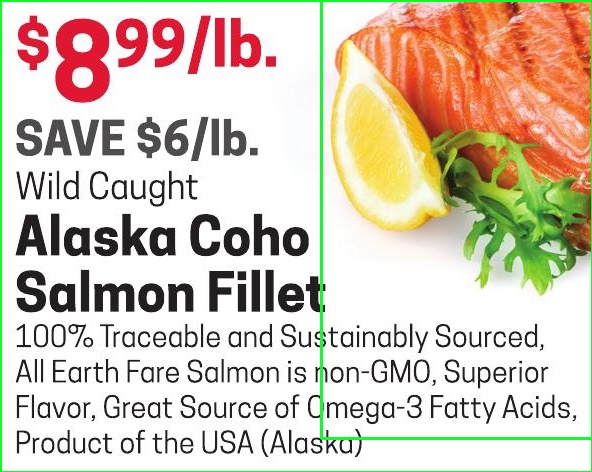 $8.99/lb.
SAVE $6/lb.
Wild Caught
Alaska Coho
Salmon Fillet
100% Traceable and Sustainably Sourced,
All Earth Fare Salmon is non-GMO, Superior
Flavor, Great Source of Omega-3 Fatty Acids,
Product of the USA (Alaska)